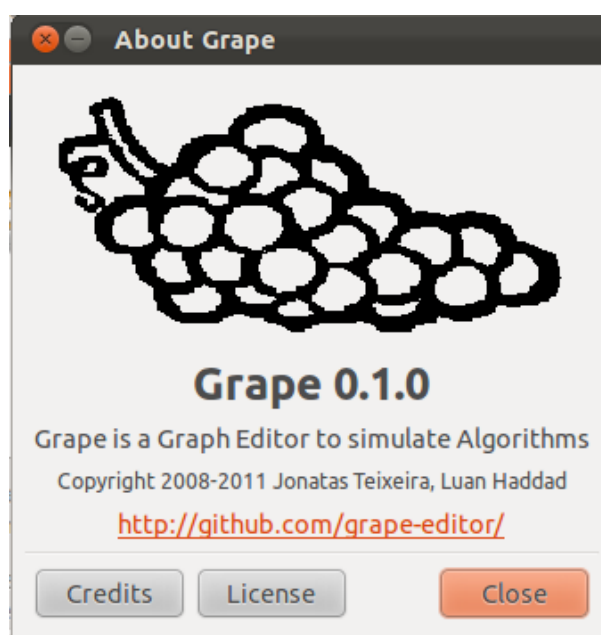 About Grape
Grape 0.1.0
Grape is a Graph Editor to simulate Algorithms
Copyright 2008-2011 Jonatas Teixeira, Luan Haddad
http://github.com/grape-editor/
Credits License Close